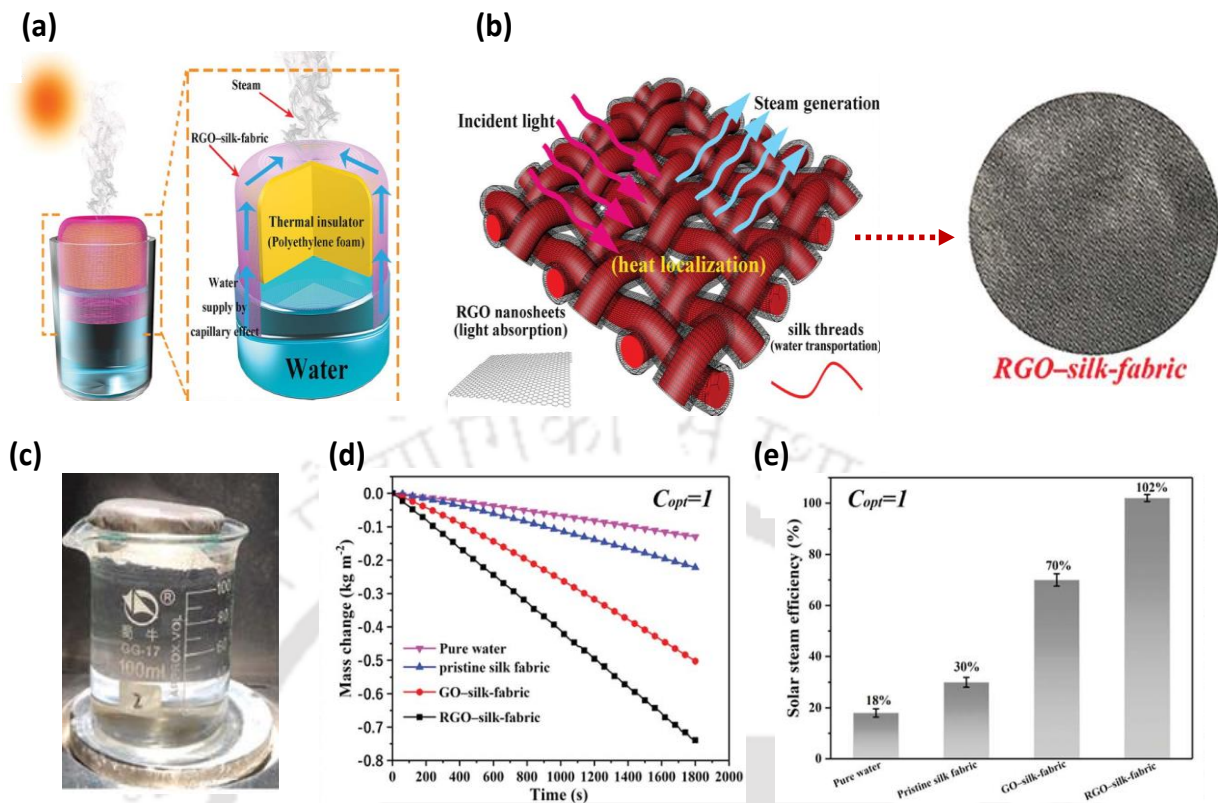 (a)
Steam
RGO–silk-fabric
Thermal insulator
(Polyethylene foam)
Water
supply by
capillary effect
Water
(b)
Incident light
Steam generation
(heat localization)
RGO nanosheets
(light absorption)
silk threads
(water transportation)
RGO–silk-fabric
(c)
GG-17
100ml
APPROX.VOL
100
80
2
(d)
Copt=1
Mass change (kg m-2)
0.0
-0.1
-0.2
-0.3
-0.4
-0.5
-0.6
-0.7
-0.8
Pure water
pristine silk fabric
GO–silk-fabric
RGO–silk-fabric
0 200 400 600 800 1000 1200 1400 1600 1800 2000
Time (s)
(e)
Copt=1
Solar steam efficiency (%)
100
80
60
40
20
0
18%
30%
70%
102%
Pure water
Pristine silk fabric
GO–silk-fabric
RGO–silk-fabric